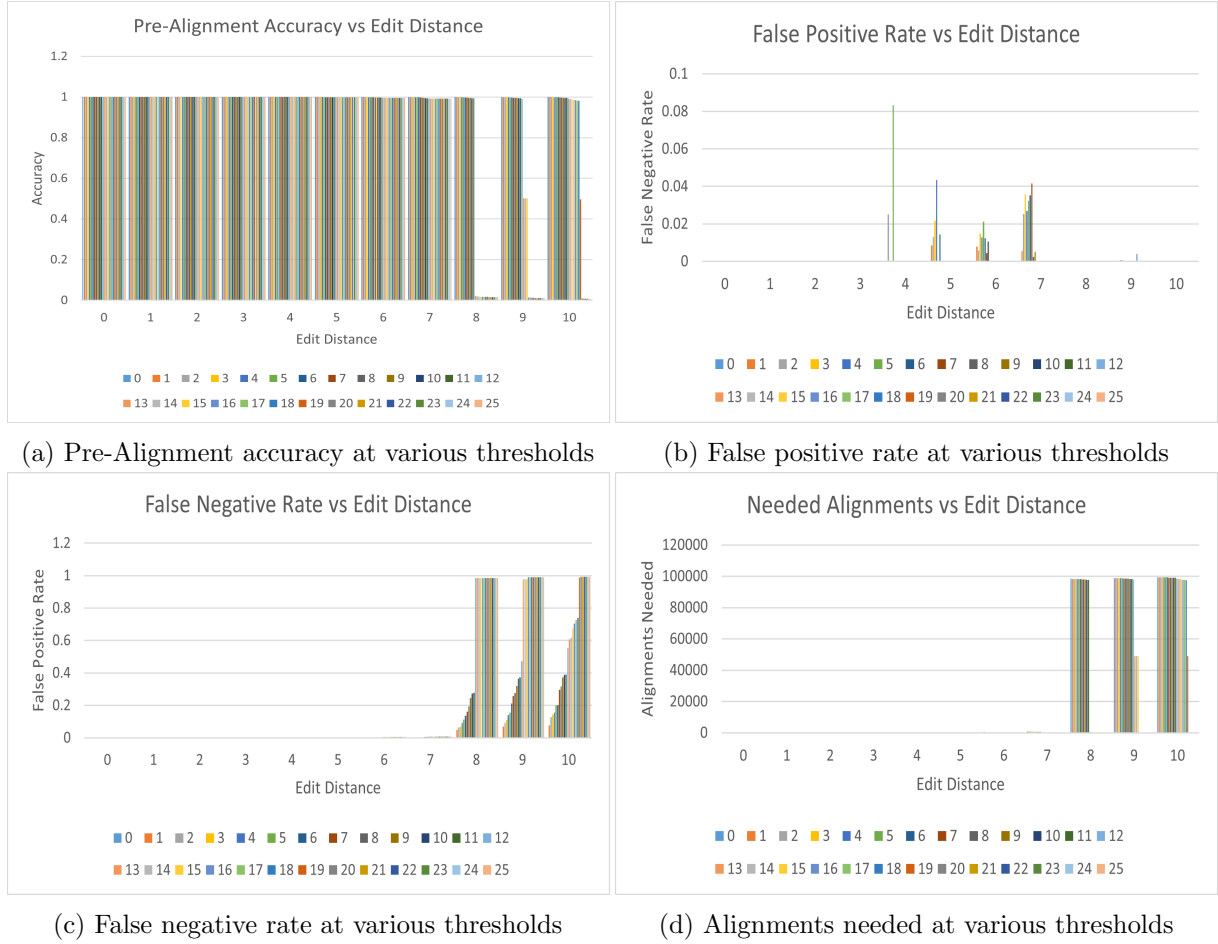 Pre-Alignment Accuracy vs Edit Distance
1.2
1
0.8
0.6
0.4
0.2
0
Accuracy
0 1 2 3 4 5 6 7 8 9 10
Edit Distance
0 1 2 3 4 5 6 7 8 9 10 11 12
13 14 15 16 17 18 19 20 21 22 23 24 25
(a) Pre-Alignment accuracy at various thresholds
False Positive Rate vs Edit Distance
0.1
0.08
0.06
0.04
0.02
0
False Negative Rate
0 1 2 3 4 5 6 7 8 9 10
Edit Distance
0 1 2 3 4 5 6 7 8 9 10 11 12
13 14 15 16 17 18 19 20 21 22 23 24 25
(b) False positive rate at various thresholds
False Negative Rate vs Edit Distance
1.2
1
0.8
0.6
0.4
0.2
0
False Positive Rate
0 1 2 3 4 5 6 7 8 9 10
Edit Distance
0 1 2 3 4 5 6 7 8 9 10 11 12
13 14 15 16 17 18 19 20 21 22 23 24 25
(c) False negative rate at various thresholds
Needed Alignments vs Edit Distance
120000
100000
80000
60000
40000
20000
0
Alignments Needed
0 1 2 3 4 5 6 7 8 9 10
Edit Distance
0 1 2 3 4 5 6 7 8 9 10 11 12
13 14 15 16 17 18 19 20 21 22 23 24 25
(d) Alignments needed at various thresholds